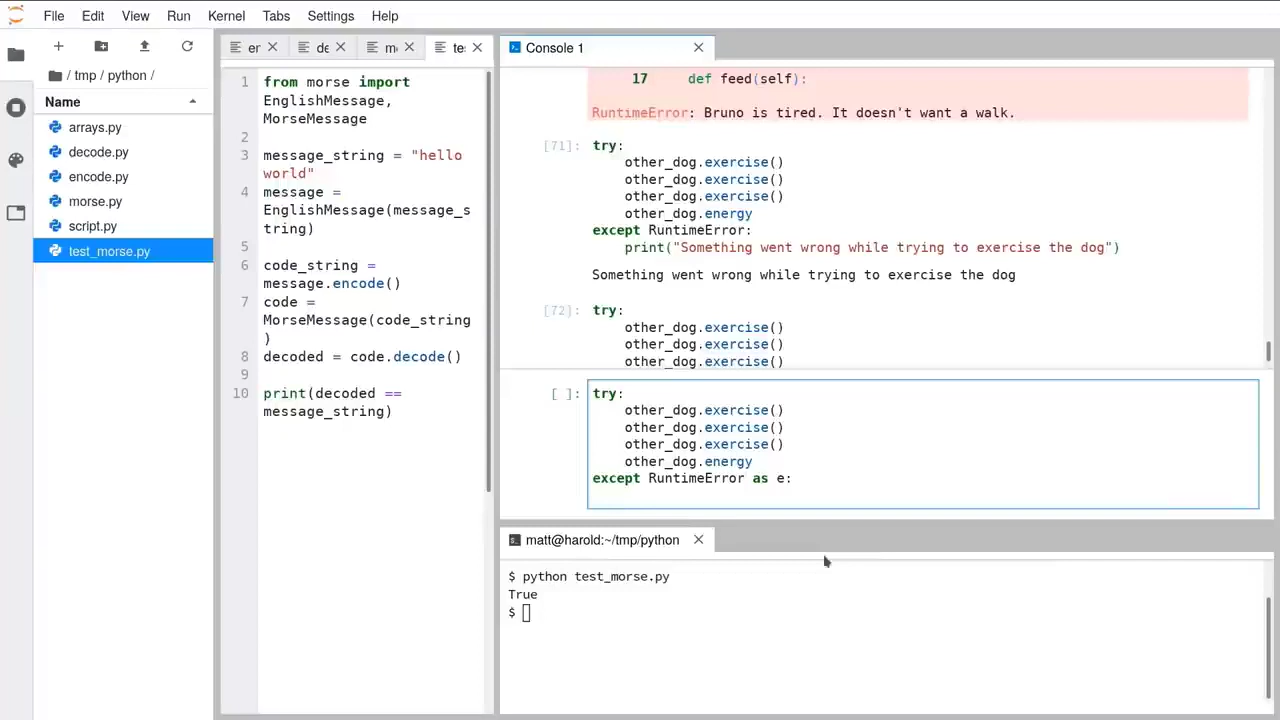 File Edit View Run Kernel Tabs Settings Help
/ tmp / python /
Name
arrays.py
decode.py
encode.py
morse.py
script.py
test_morse.py
er
de
m
te
1 from morse import
EnglishMessage,
MorseMessage
2
3 message_string = "hello
world"
4 message =
EnglishMessage(message_s
tring)
5
6 code_string =
message.encode()
7 code =
MorseMessage(code_string
)
8 decoded = code.decode()
9
10 print(decoded ==
message_string)
Console 1
17 def feed(self):
RuntimeError: Bruno is tired. It doesn't want a walk.
[71]: try:
other_dog.exercise()
other_dog.exercise()
other_dog.exercise()
other_dog.energy
except RuntimeError:
print("Something went wrong while trying to exercise the dog")
Something went wrong while trying to exercise the dog
[72]: try:
other_dog.exercise()
other_dog.exercise()
other_dog.exercise()
[ ]: try:
other_dog.exercise()
other_dog.exercise()
other_dog.exercise()
other_dog.energy
except RuntimeError as e:
matt@harold:~/tmp/python
$ python test_morse.py
True
$